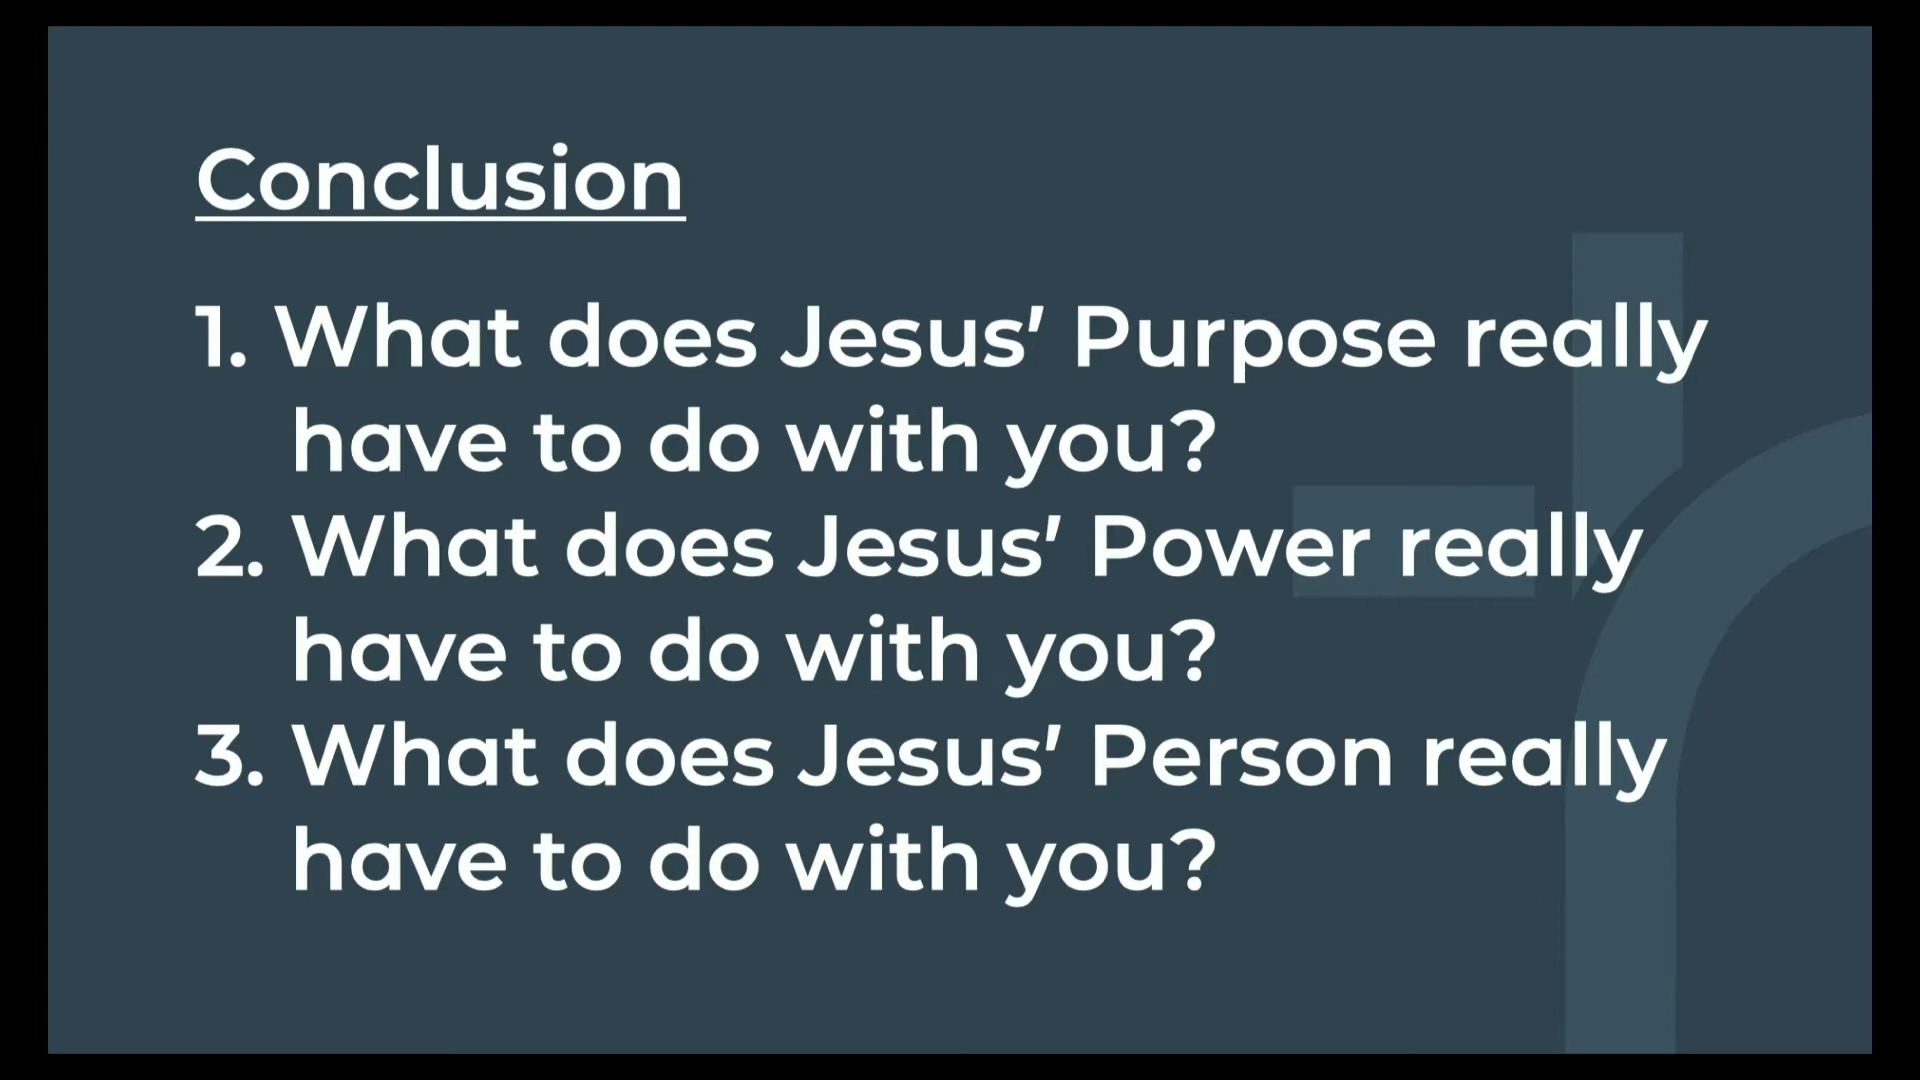 Conclusion
1. What does Jesus' Purpose really
have to do with you?
2. What does Jesus' Power really
have to do with you?
3. What does Jesus' Person really
have to do with you?